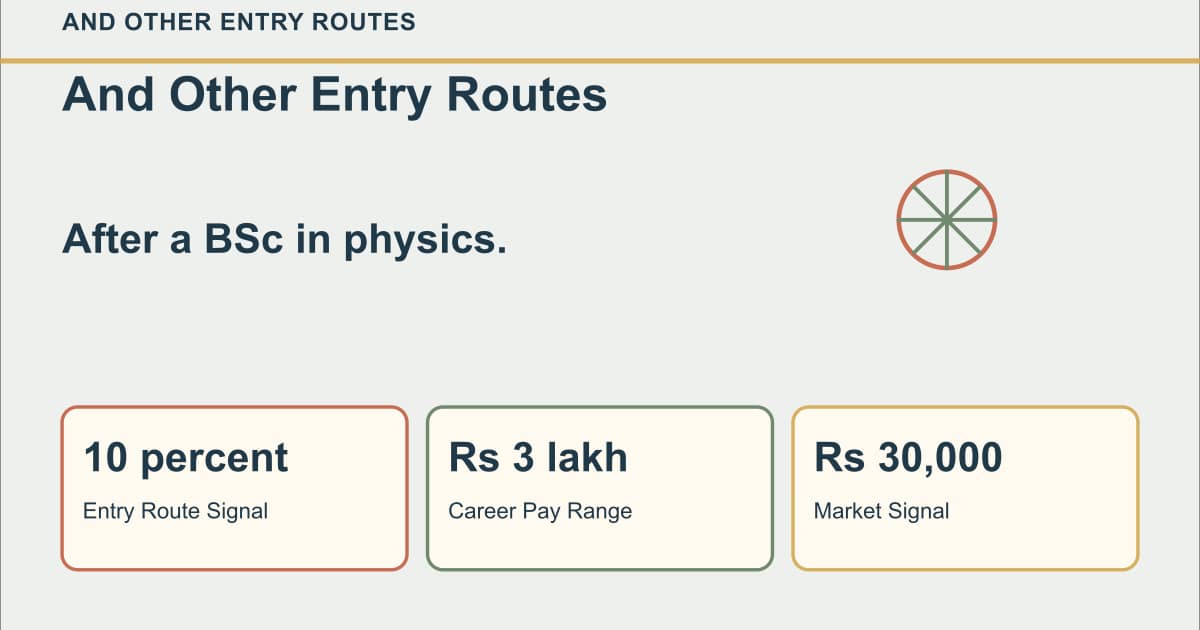 AND OTHER ENTRY ROUTES
And Other Entry Routes
After a BSc in physics.
10 percent
Entry Route Signal
Rs 3 lakh
Career Pay Range
Rs 30,000
Market Signal